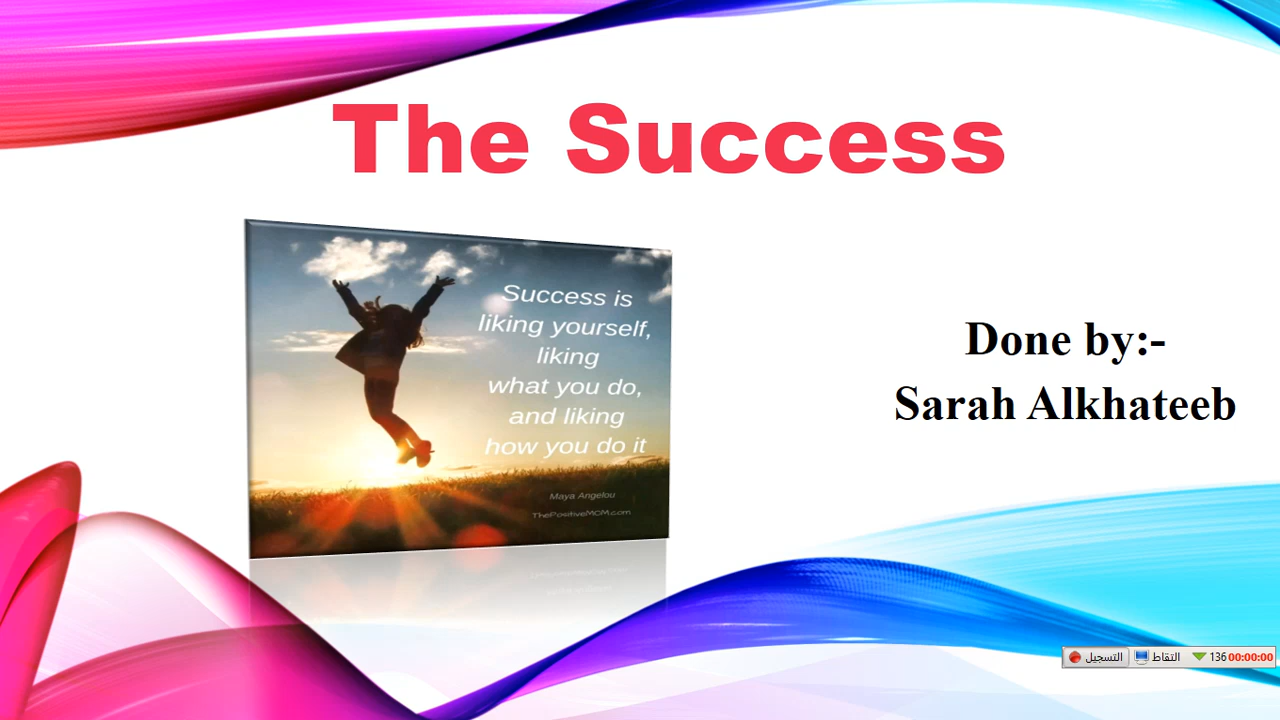 The Success
Success is
liking yourself,
liking
what you do,
and liking
how you do it
Maya Angelou
ThePositiveMOM.com
Done by:-
Sarah Alkhateeb
التسجيل التقاط 136 00:00:00